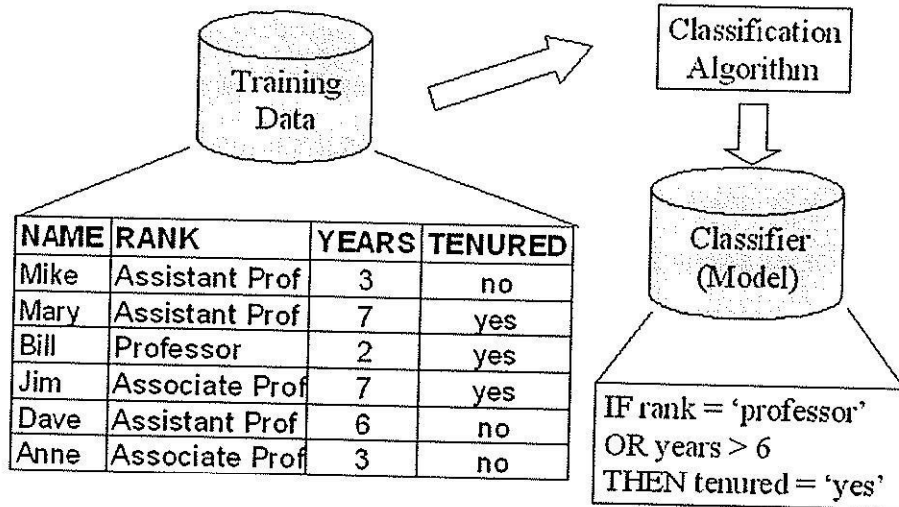 Training
Data
Classification
Algorithm
Classifier
(Model)
NAME RANK YEARS TENURED
Mike Assistant Prof 3 no
Mary Assistant Prof 7 yes
Bill Professor 2 yes
Jim Associate Prof 7 yes
Dave Assistant Prof 6 no
Anne Associate Prof 3 no
IF rank = ‘professor’
OR years > 6
THEN tenured = ‘yes’